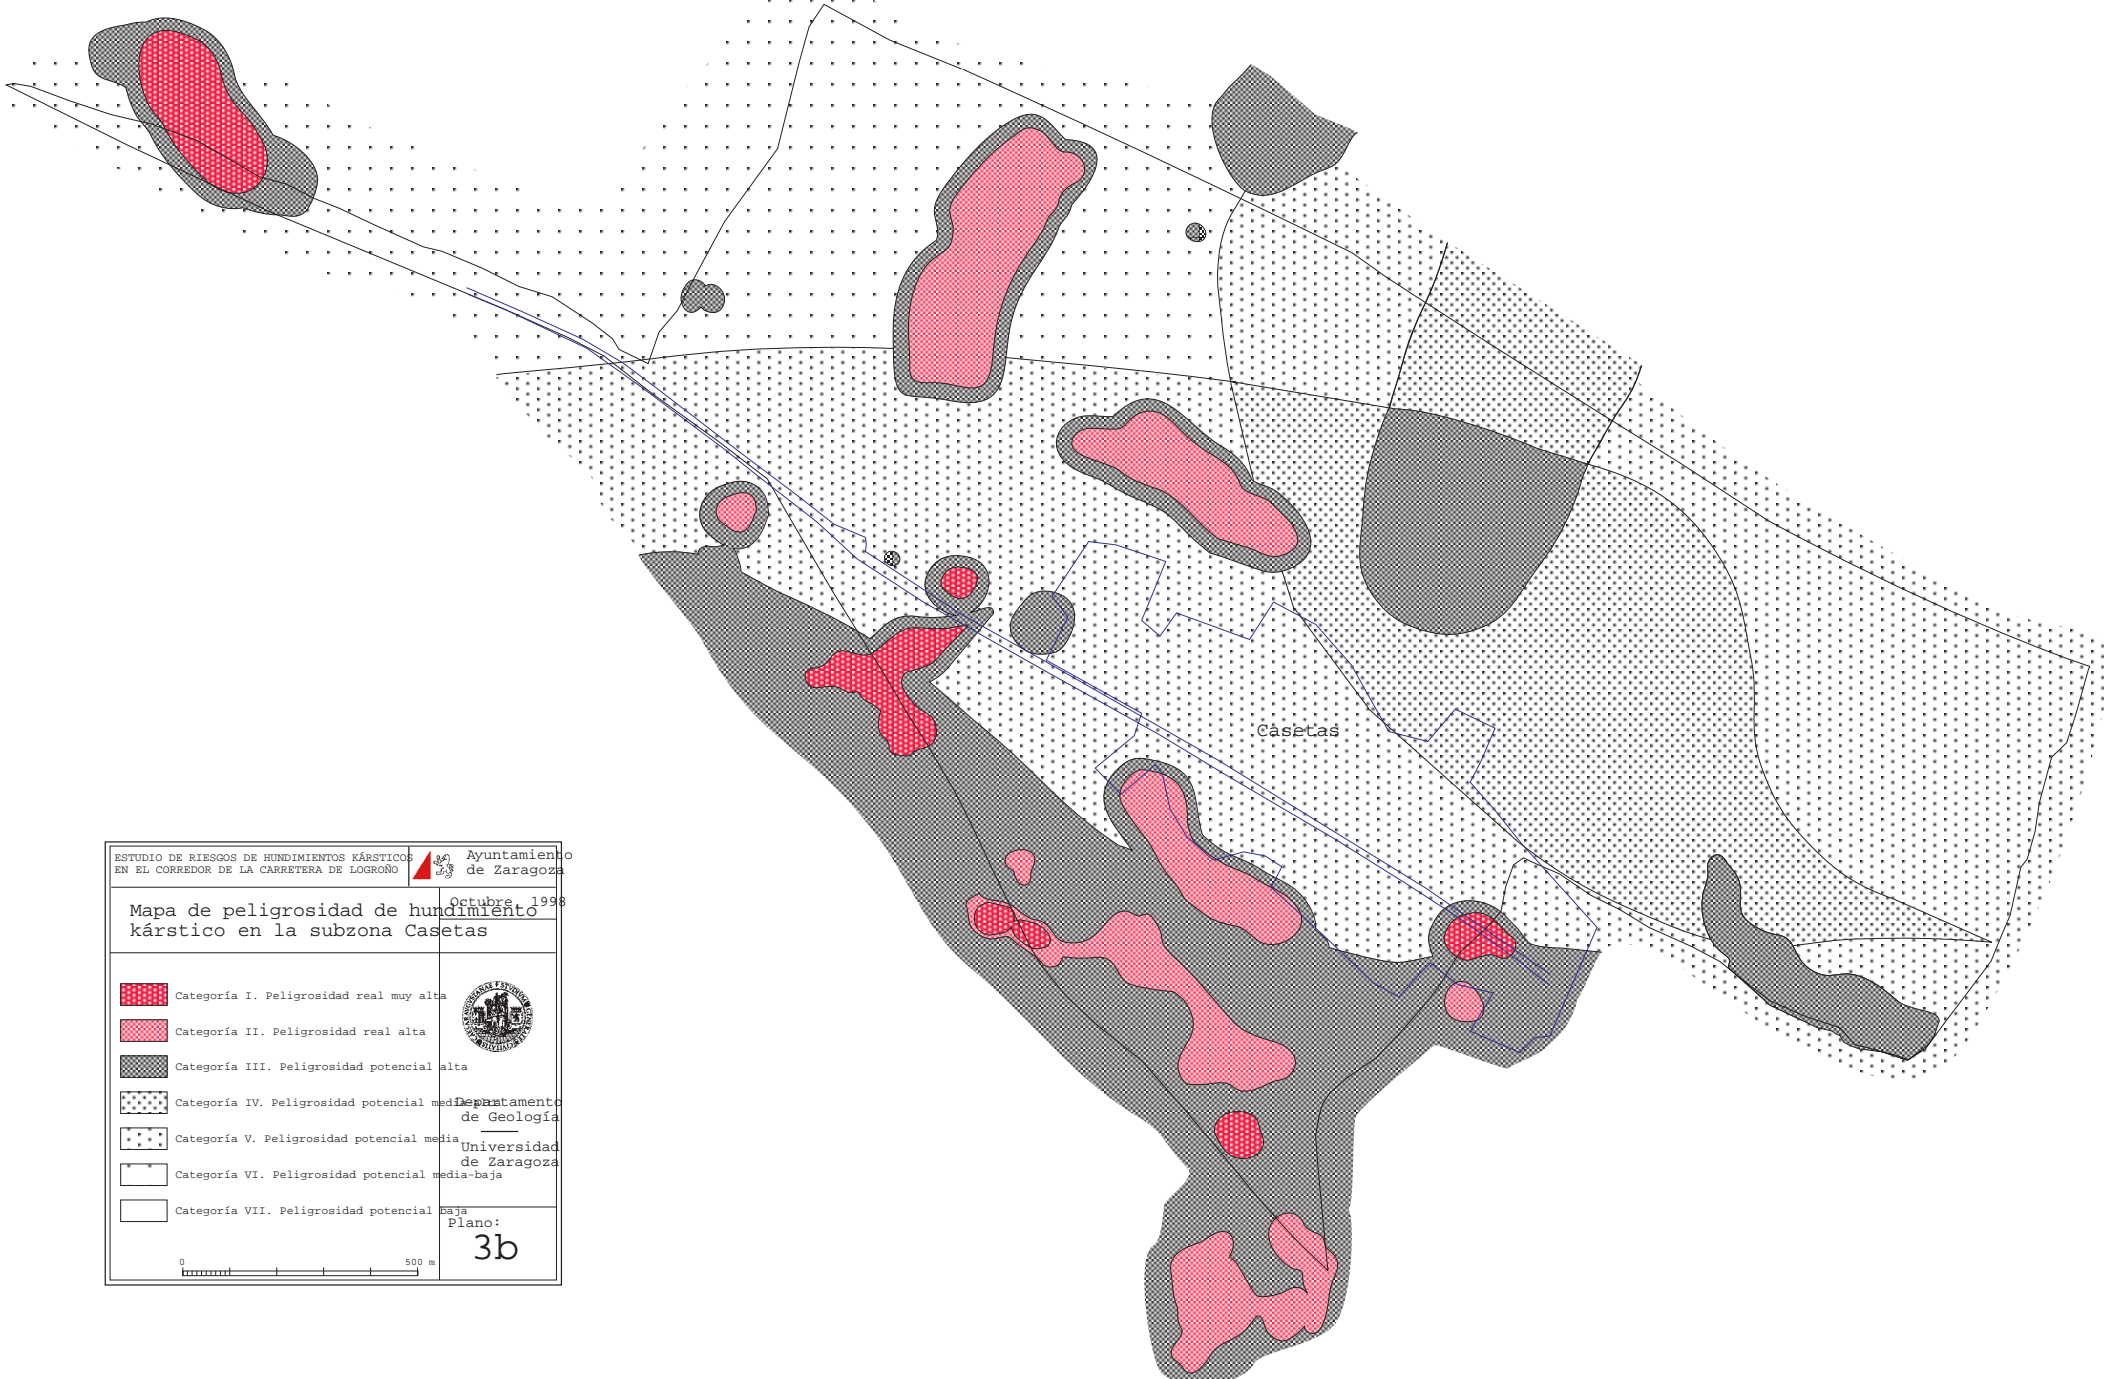 Casetas
ESTUDIO DE RIESGOS DE HUNDIMIENTOS KÁRSTICOS
EN EL CORREDOR DE LA CARRETERA DE LOGROÑO
Ayuntamiento
de Zaragoza
Octubre, 1998
Mapa de peligrosidad de hundimiento
kárstico en la subzona Casetas
Categoría I. Peligrosidad real muy alta
Categoría II. Peligrosidad real alta
Categoría III. Peligrosidad potencial alta
Categoría IV. Peligrosidad potencial
Categoría V. Peligrosidad potencial media
Categoría VI. Peligrosidad potencial media-baja
Categoría VII. Peligrosidad potencial baja
Departamento
de Geología
Universidad
de Zaragoza
Plano:
3b
0 500 m